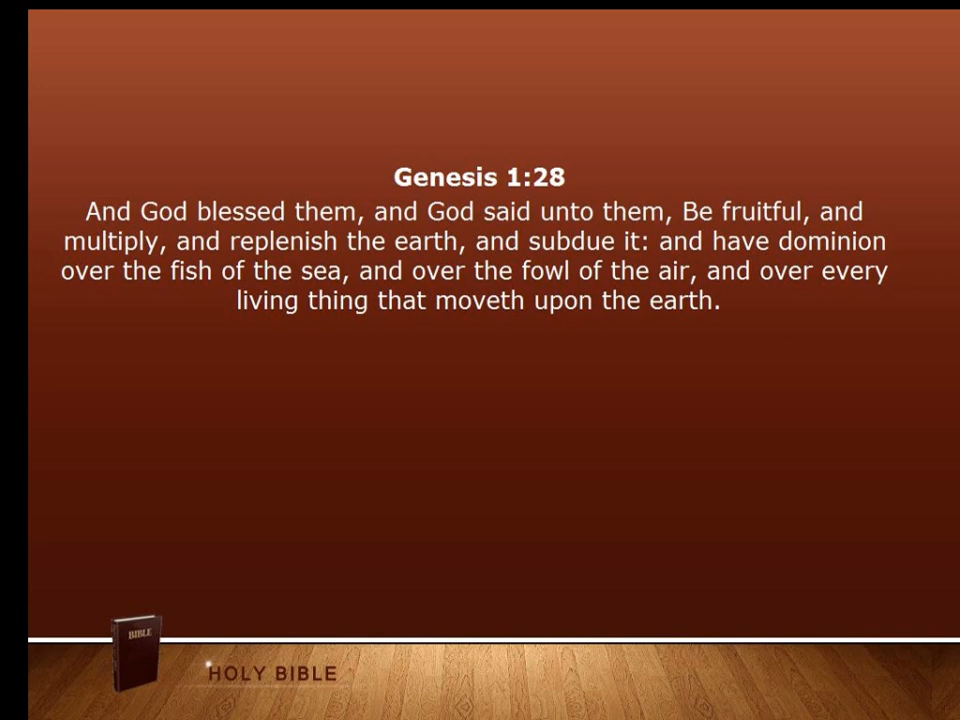 Genesis 1:28
And God blessed them, and God said unto them, Be fruitful, and
multiply, and replenish the earth, and subdue it: and have dominion
over the fish of the sea, and over the fowl of the air, and over every
living thing that moveth upon the earth.
BIBLE
HOLY BIBLE